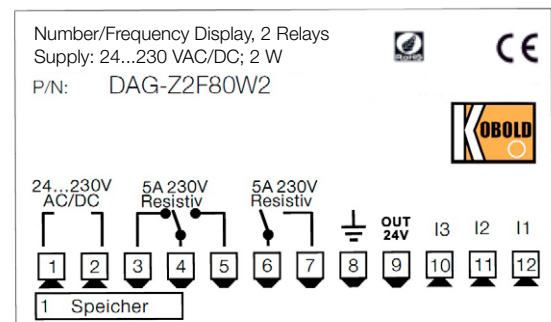 Number/Frequency Display, 2 Relays
Supply: 24...230 VAC/DC; 2 W
RoHS
CE
P/N: DAG-Z2F80W2
KOBOLD
24...230V AC/DC
5A 230V Resistiv
5A 230V Resistiv
OUT 24V
I3 I2 I1
1 2 3 4 5 6 7 8 9 10 11 12
1 Speicher